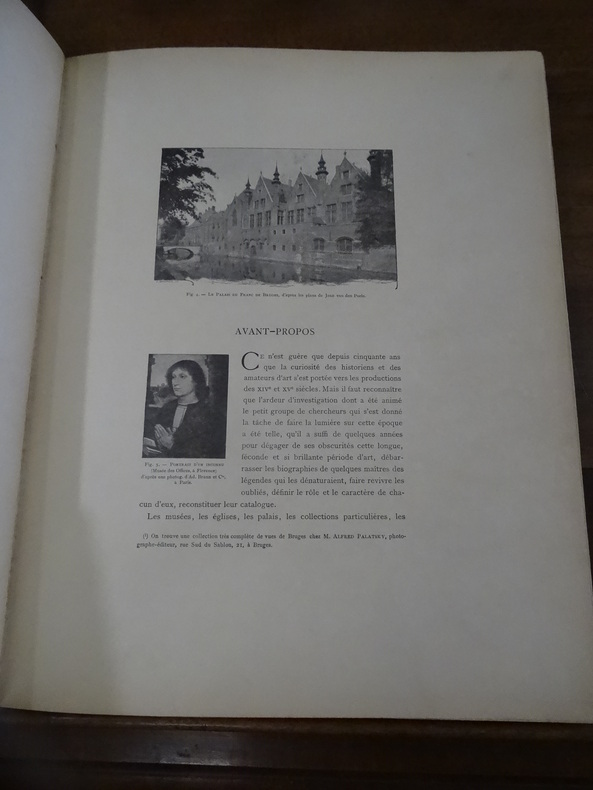 Fig. 1. — Le Palais du Franc de Bruges, d'après les plans de Jean van den Poele.
AVANT-PROPOS
Ce n'est guère que depuis cinquante ans
que la curiosité des historiens et des
amateurs d'art s'est portée vers les productions
des XIVe et XVe siècles. Mais il faut reconnaître
que l'ardeur d'investigation dont a été animé
le petit groupe de chercheurs qui s'est donné
la tâche de faire la lumière sur cette époque
a été telle, qu'il a suffi de quelques années
pour dégager de ses obscurités cette longue,
féconde et si brillante période d'art, débar-
rasser les biographies de quelques maîtres des
légendes qui les dénaturaient, faire revivre les
oubliés, définir le rôle et le caractère de cha-
cun d'eux, reconstituer leur catalogue.
Les musées, les églises, les palais, les collections particulières, les
Portrait d'un inconnu
(Musée des Offices, à Florence)
d'après une photog. d'Ad. Braun et Ce,
à Paris.
(1) On trouve une collection très complète de vues de Bruges chez M. Alfred Palatsky, photo-
graphe-éditeur, rue Sud du Sablon, 21, à Bruges.